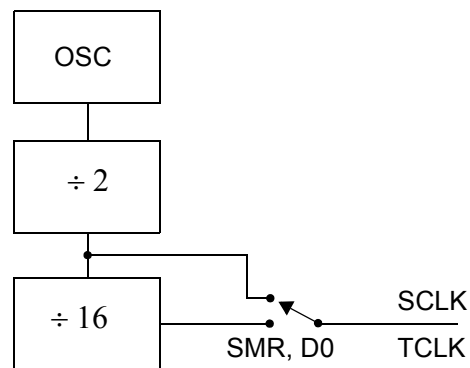 OSC
÷ 2
÷ 16
SCLK
SMR, D0
TCLK